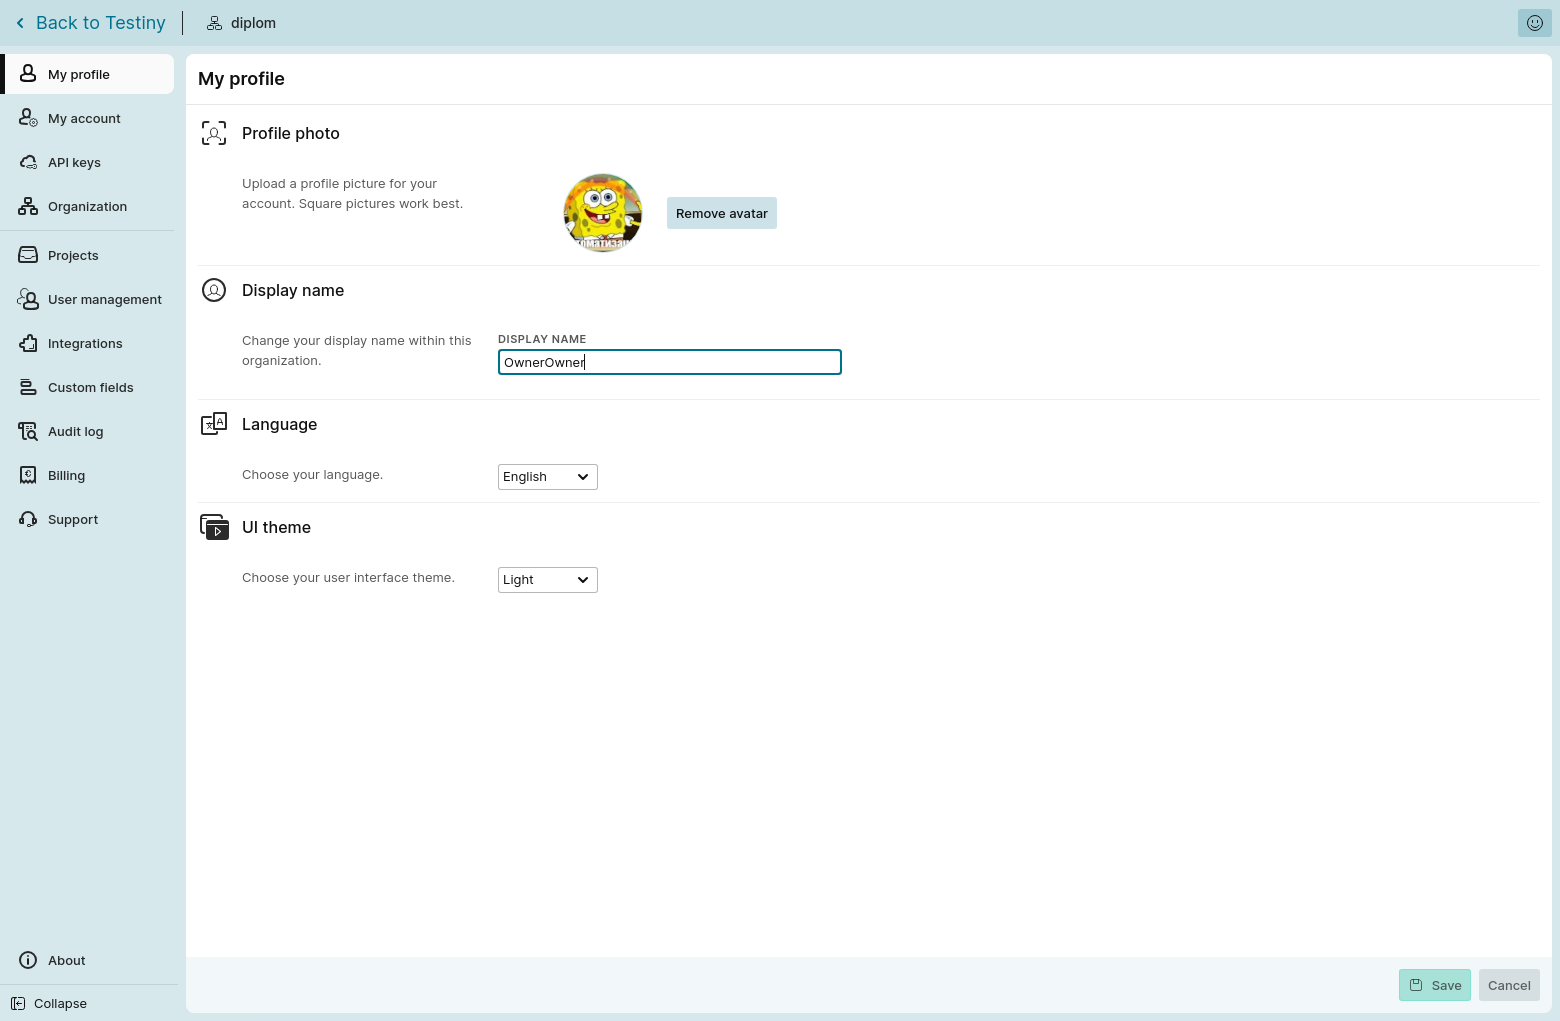 Back to Testiny
diplom
My profile
My account
API keys
Organization
Projects
User management
Integrations
Custom fields
Audit log
Billing
Support
About
Collapse
My profile
Profile photo
Upload a profile picture for your
account. Square pictures work best.
Remove avatar
Display name
Change your display name within this
organization.
DISPLAY NAME
OwnerOwner
Language
Choose your language.
English
UI theme
Choose your user interface theme.
Light
Save
Cancel